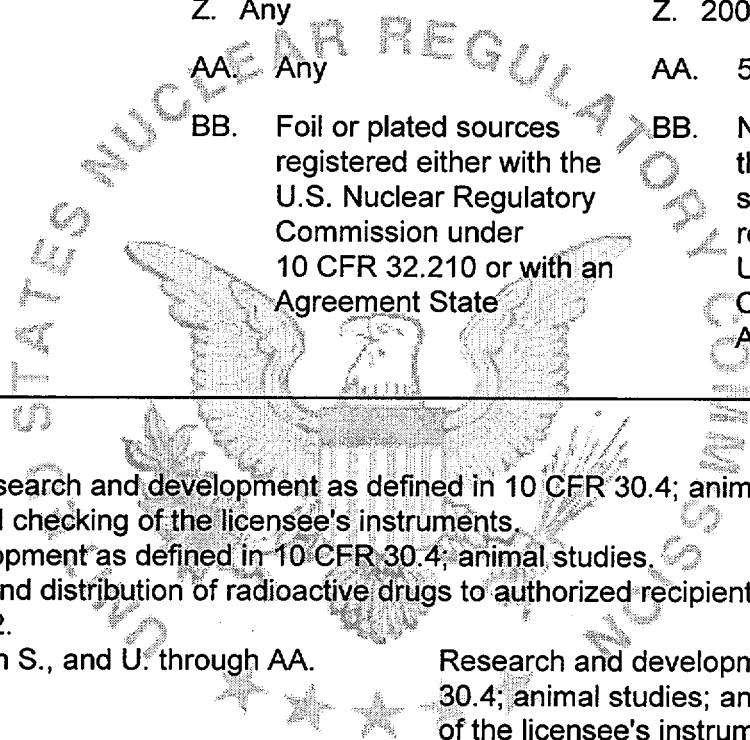 Z. Any Z. 200
AA. Any AA. 5
BB. Foil or plated sources BB. N
registered either with the th
U.S. Nuclear Regulatory s
Commission under re
10 CFR 32.210 or with an U
Agreement State C
A
search and development as defined in 10 CFR 30.4; anim
l checking of the licensee's instruments.
opment as defined in 10 CFR 30.4; animal studies.
nd distribution of radioactive drugs to authorized recipient
2.
h S., and U. through AA. Research and developm
30.4; animal studies; an
of the licensee's instrum
UNITED STATES NUCLEAR REGULATORY COMMISSION